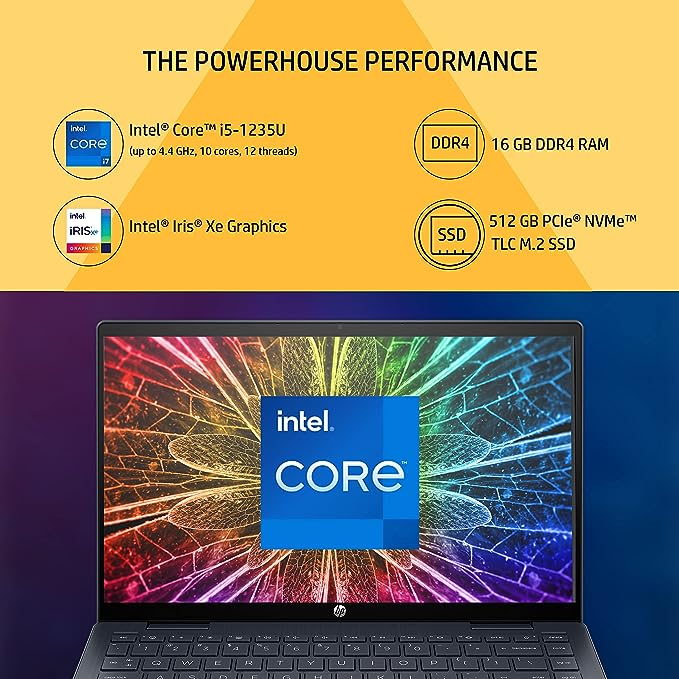 THE POWERHOUSE PERFORMANCE
intel.
CORE
i7
Intel® Core™ i5-1235U
(up to 4.4 GHz, 10 cores, 12 threads)
DDR4
16 GB DDR4 RAM
intel.
iRIS xe
GRAPHICS
Intel® Iris® Xe Graphics
SSD
512 GB PCIe® NVMe™
TLC M.2 SSD
intel.
CORE™
hp
Q W E R T Y U I O P